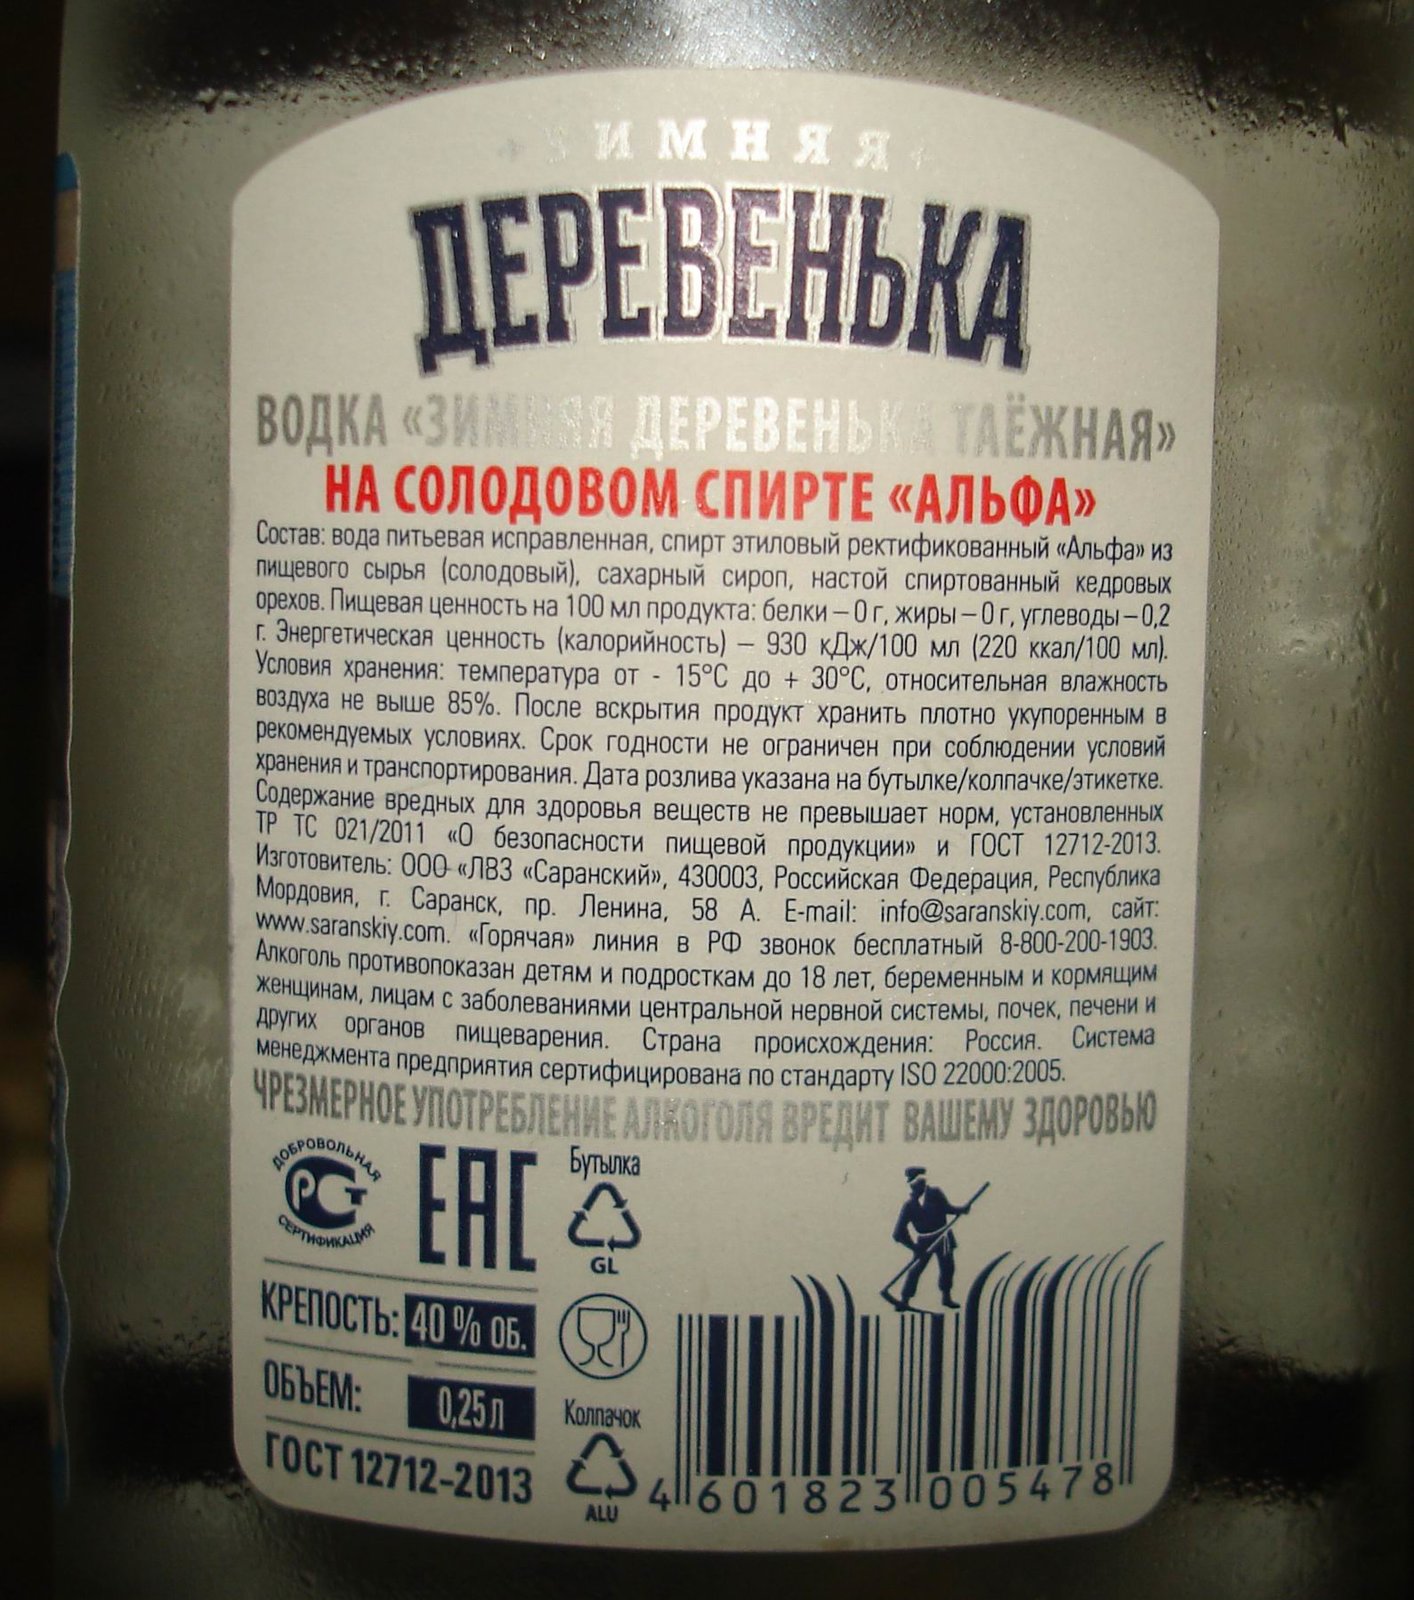 ЗИМНЯЯ
ДЕРЕВЕНЬКА
ВОДКА «ЗИМНЯЯ ДЕРЕВЕНЬКА ТАЁЖНАЯ»
НА СОЛОДОВОМ СПИРТЕ «АЛЬФА»
Состав: вода питьевая исправленная, спирт этиловый ректификованный «Альфа» из
пищевого сырья (солодовый), сахарный сироп, настой спиртованный кедровых
орехов. Пищевая ценность на 100 мл продукта: белки – 0 г, жиры – 0 г, углеводы – 0,2
г. Энергетическая ценность (калорийность) – 930 кДж/100 мл (220 ккал/100 мл).
Условия хранения: температура от - 15°С до + 30°С, относительная влажность
воздуха не выше 85%. После вскрытия продукт хранить плотно укупоренным в
рекомендуемых условиях. Срок годности не ограничен при соблюдении условий
хранения и транспортирования. Дата розлива указана на бутылке/колпачке/этикетке.
Содержание вредных для здоровья веществ не превышает норм, установленных
ТР ТС 021/2011 «О безопасности пищевой продукции» и ГОСТ 12712-2013.
Изготовитель: ООО «ЛВЗ «Саранский», 430003, Российская Федерация, Республика
Мордовия, г. Саранск, пр. Ленина, 58 А. E-mail: info@saranskiy.com, сайт:
www.saranskiy.com. «Горячая» линия в РФ звонок бесплатный 8-800-200-1903.
Алкоголь противопоказан детям и подросткам до 18 лет, беременным и кормящим
женщинам, лицам с заболеваниями центральной нервной системы, почек, печени и
других органов пищеварения. Страна происхождения: Россия. Система
менеджмента предприятия сертифицирована по стандарту ISO 22000:2005.
ЧРЕЗМЕРНОЕ УПОТРЕБЛЕНИЕ АЛКОГОЛЯ ВРЕДИТ ВАШЕМУ ЗДОРОВЬЮ
ДОБРОВОЛЬНАЯ
РСТ
СЕРТИФИКАЦИЯ
ЕАС
Бутылка
GL
КРЕПОСТЬ: 40 % ОБ.
ОБЪЕМ: 0,25 л
ГОСТ 12712-2013
Колпачок
ALU
4 601823 005478